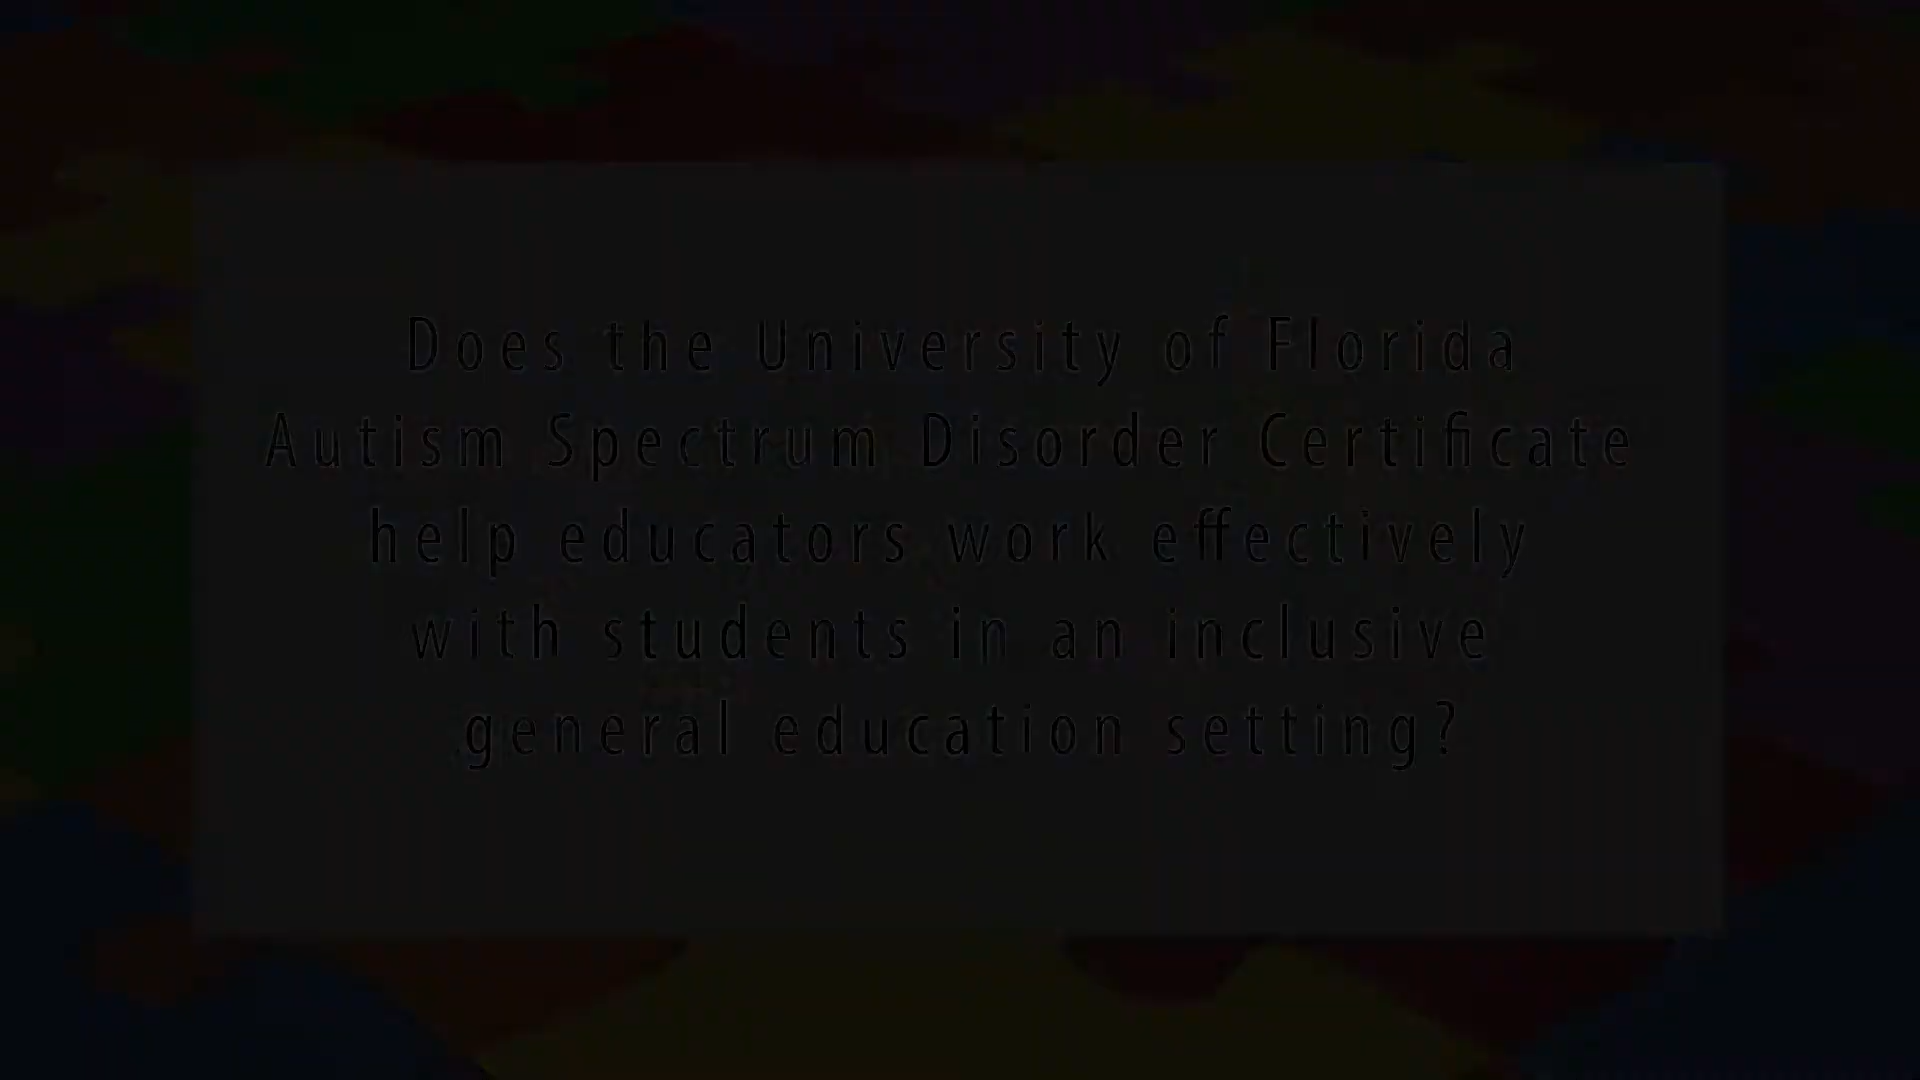 Does the University of Florida
Autism Spectrum Disorder Certificate
help educators work effectively
with students in an inclusive
general education setting?